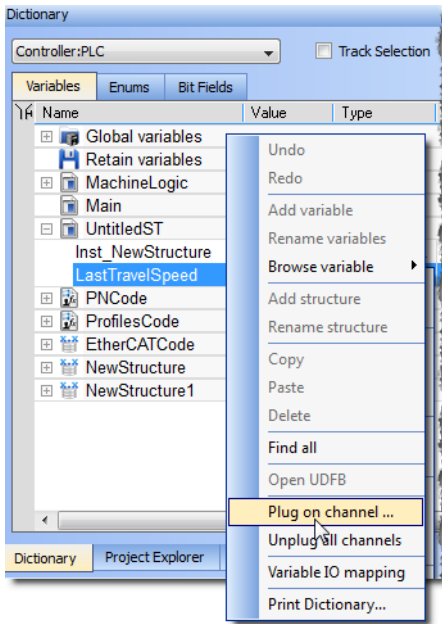 Dictionary
Controller:PLC
Track Selection
Variables Enums Bit Fields
Name Value Type
Global variables
Retain variables
MachineLogic
Main
UntitledST
Inst_NewStructure
LastTravelSpeed
PNCode
ProfilesCode
EtherCATCode
NewStructure
NewStructure1
Undo
Redo
Add variable
Rename variables
Browse variable
Add structure
Rename structure
Copy
Paste
Delete
Find all
Open UDFB
Plug on channel ...
Unplug all channels
Variable IO mapping
Print Dictionary...
Dictionary Project Explorer